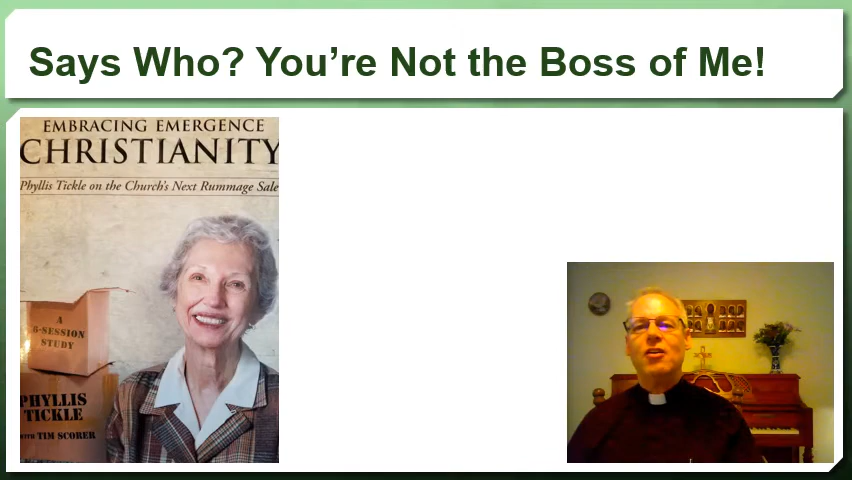 Says Who? You’re Not the Boss of Me!
EMBRACING EMERGENCE
CHRISTIANITY
Phyllis Tickle on the Church's Next Rummage Sale
A
6-SESSION
STUDY
PHYLLIS
TICKLE
WITH TIM SCORER